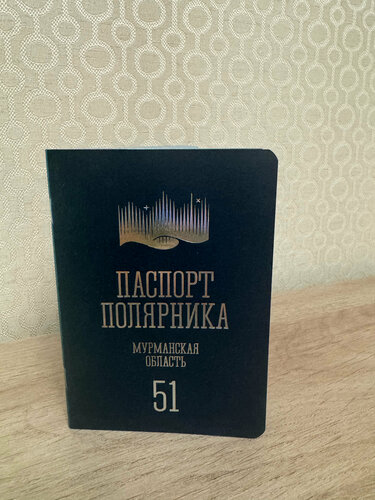 ПАСПОРТ
ПОЛЯРНИКА
МУРМАНСКАЯ
ОБЛАСТЬ
51